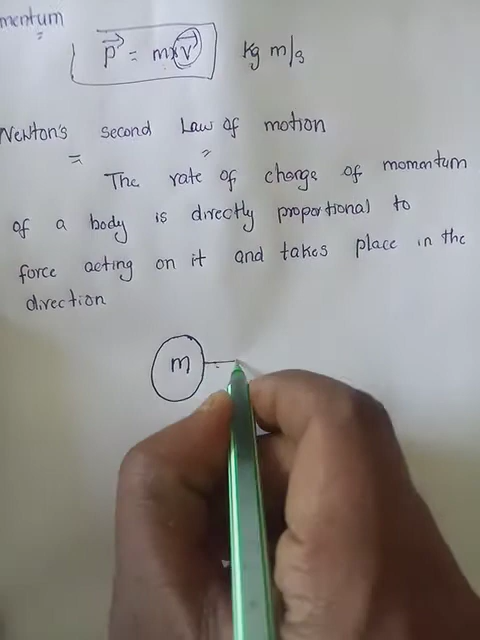 mentum
P = m×V kg m/s
Newton's second Law of motion
The rate of change of momentum
of a body is directly proportional to
force acting on it and takes place in the
direction
m